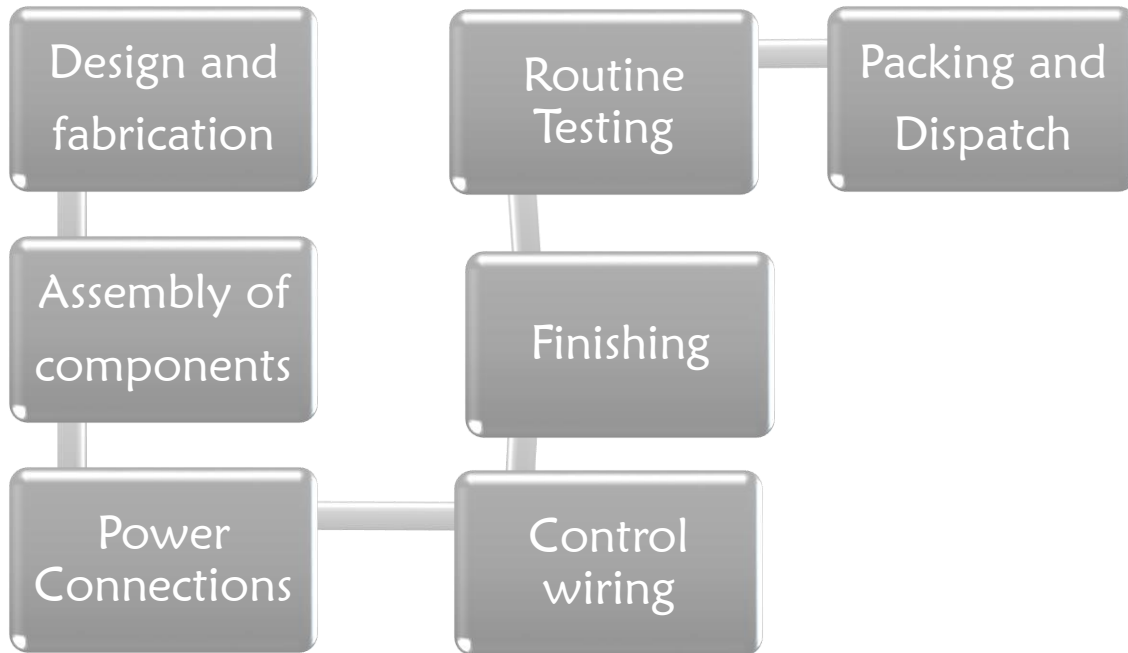 Design and
fabrication
Assembly of
components
Power
Connections
Control
wiring
Finishing
Routine
Testing
Packing and
Dispatch